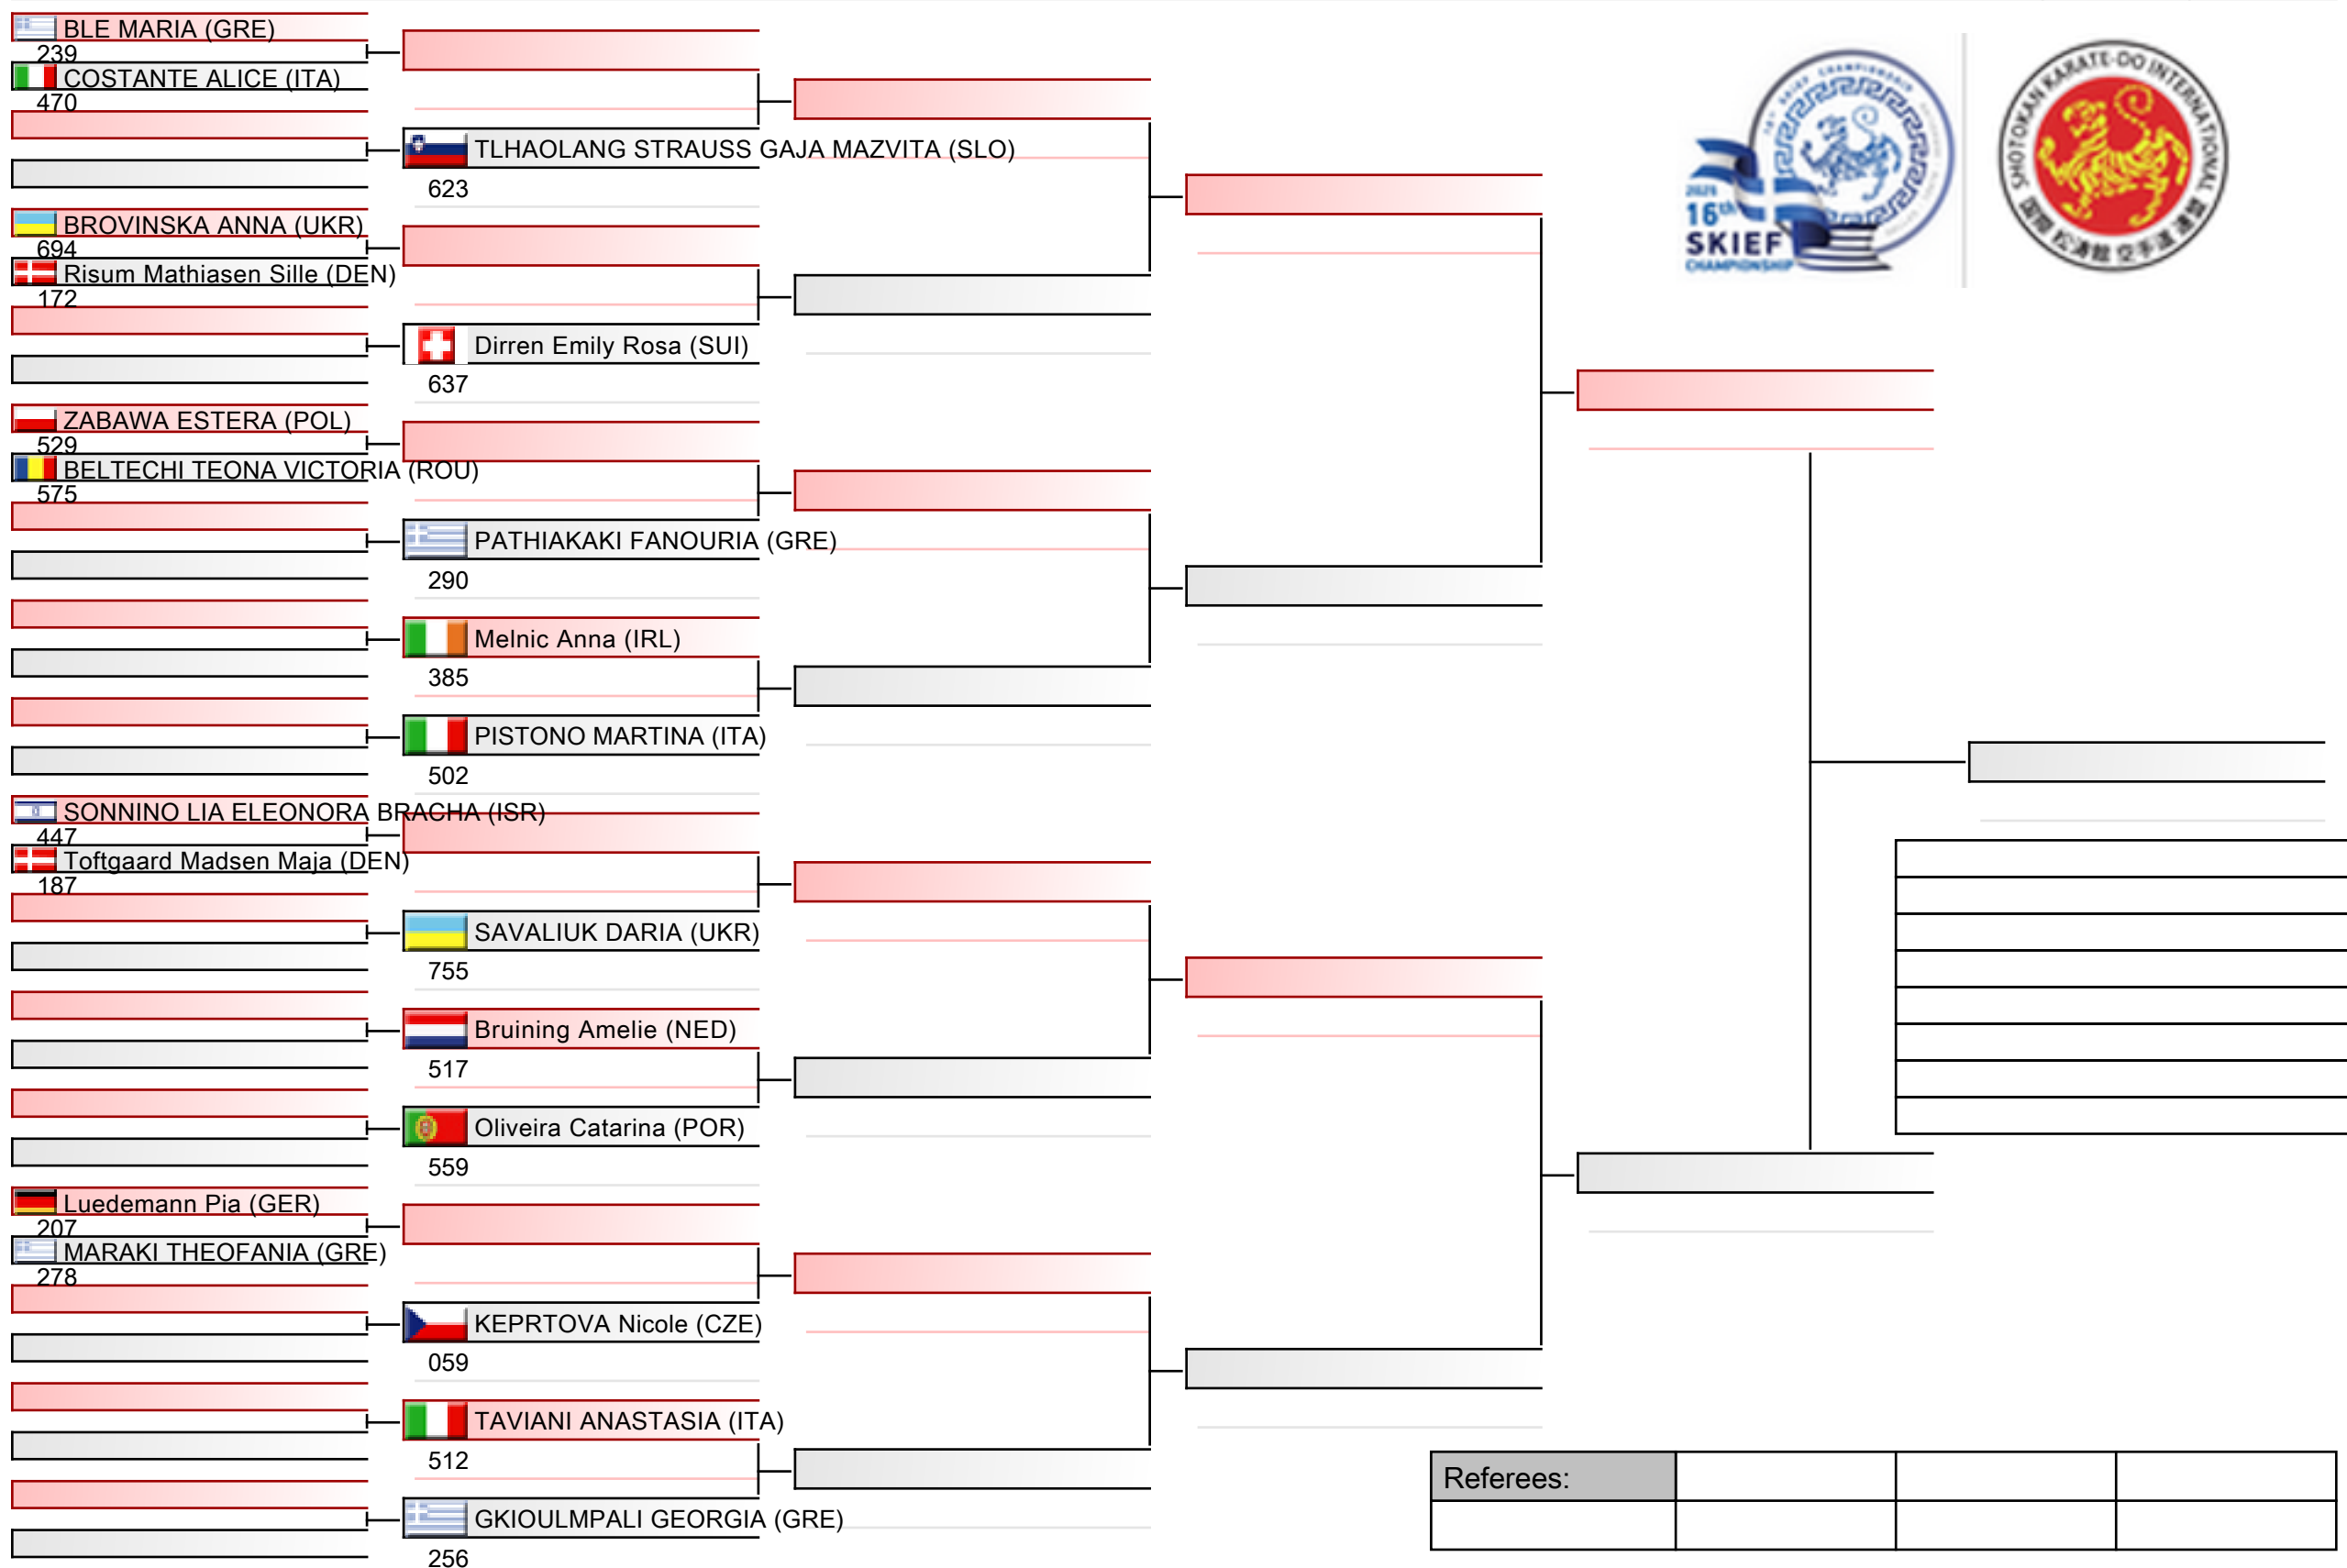 BLE MARIA (GRE)
239
COSTANTE ALICE (ITA)
470
TLHAOLANG STRAUSS GAJA MAZVITA (SLO)
623
BROVINSKA ANNA (UKR)
694
Risum Mathiasen Sille (DEN)
172
Dirren Emily Rosa (SUI)
637
ZABAWA ESTERA (POL)
529
BELTECHI TEONA VICTORIA (ROU)
575
PATHIAKAKI FANOURIA (GRE)
290
Melnic Anna (IRL)
385
PISTONO MARTINA (ITA)
502
SONNINO LIA ELEONORA BRACHA (ISR)
447
Toftgaard Madsen Maja (DEN)
187
SAVALIUK DARIA (UKR)
755
Bruining Amelie (NED)
517
Oliveira Catarina (POR)
559
Luedemann Pia (GER)
207
MARAKI THEOFANIA (GRE)
278
KEPRTOVA Nicole (CZE)
059
TAVIANI ANASTASIA (ITA)
512
GKIOULMPALI GEORGIA (GRE)
256
16th
SKIEF
CHAMPIONSHIP
SHOTOKAN KARATE-DO INTERNATIONAL
Referees: